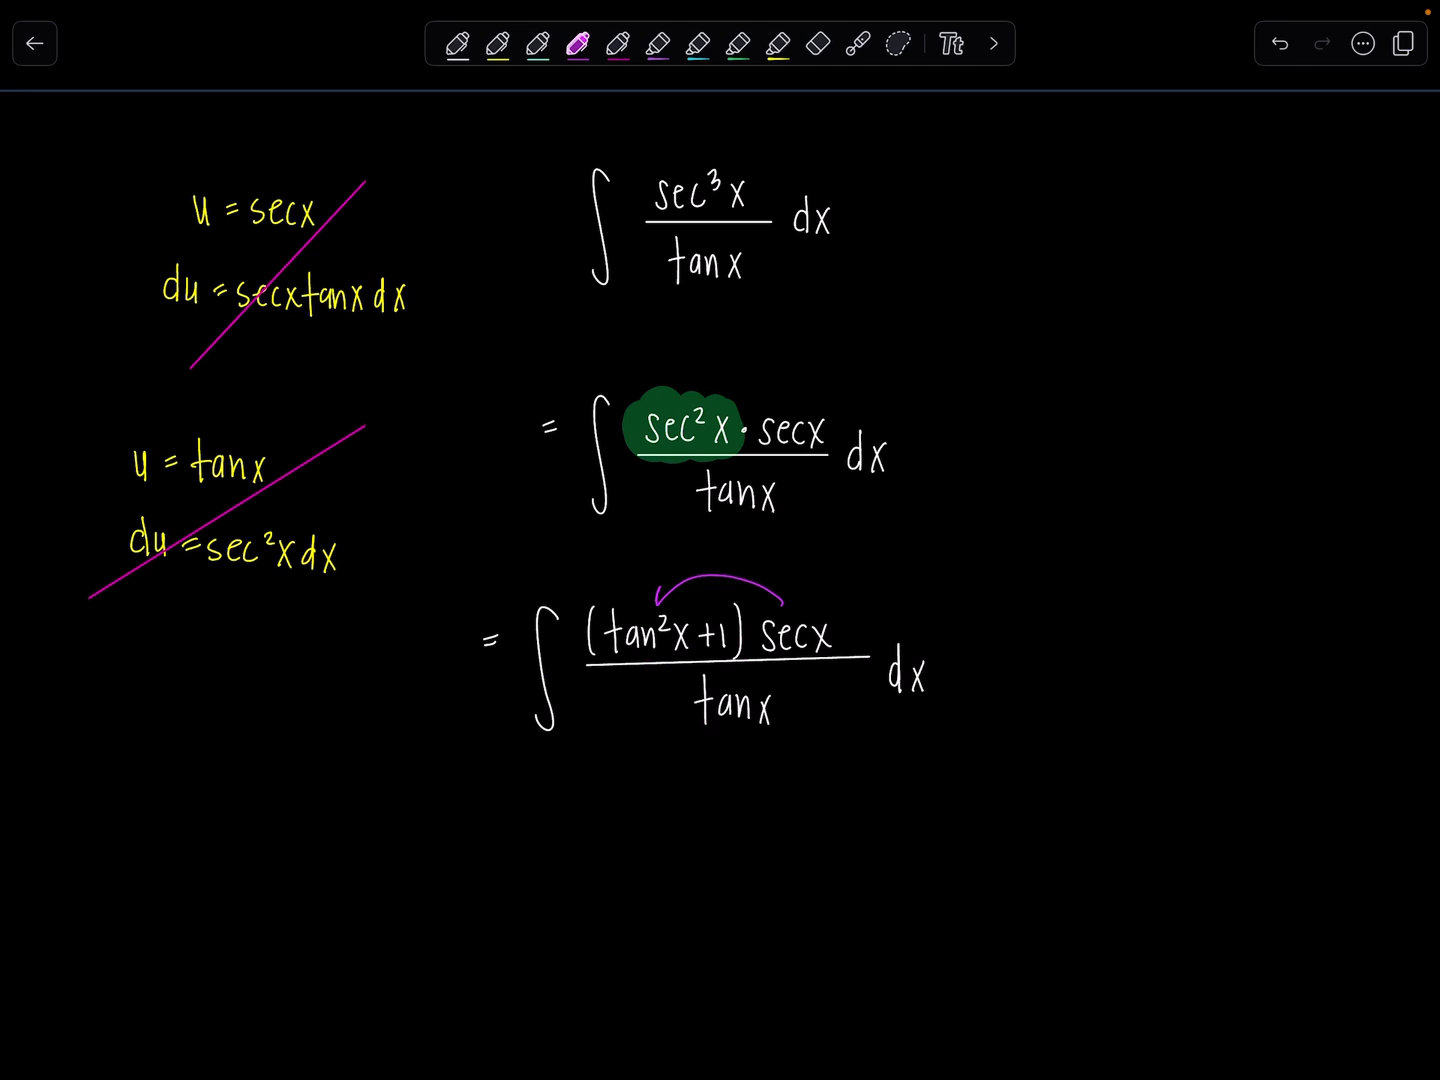 u = secx
du = secxtanx dx
u = tanx
du = sec²x dx
∫ sec³x / tanx dx
= ∫ sec²x · secx / tanx dx
= ∫ (tan²x+1) secx / tanx dx
Tt